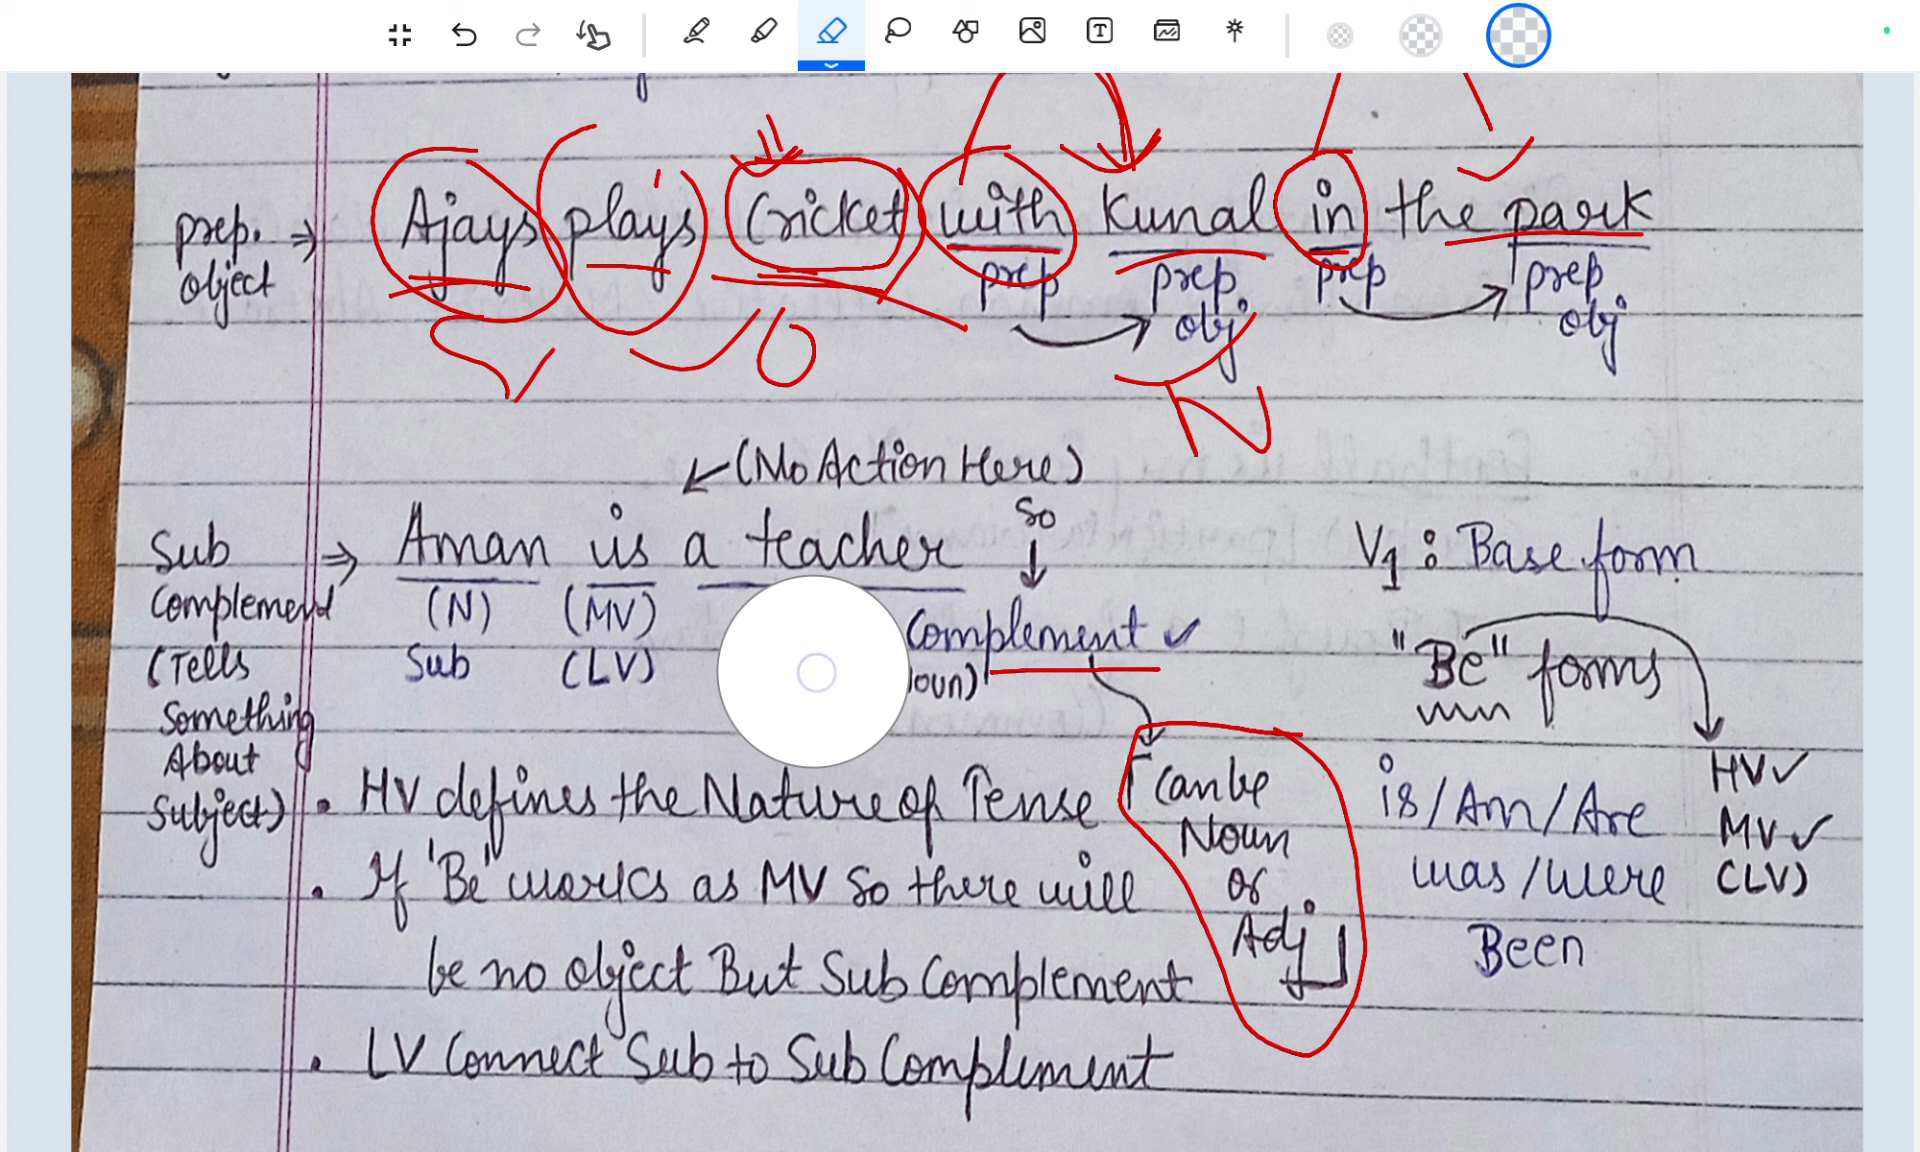 prep. ⇒ Ajays plays Cricket with Kunal in the park
object
prep prep. obj prep prep obj
O N
(No Action Here)
So
Sub ⇒ Aman is a teacher
Complement (N) (MV) Complement ✓
(Tells Sub (LV) oun)
Something
About
Subject)
V1 : Base form
"Be" forms
is/Am/Are
was/were
Been
HV✓
MV✓
(LV)
[Can be
Noun
or
Adj]
• HV defines the Nature of Tense
• If 'Be' works as MV So there will
be no object But Sub Complement
• LV Connect Sub to Sub Complement